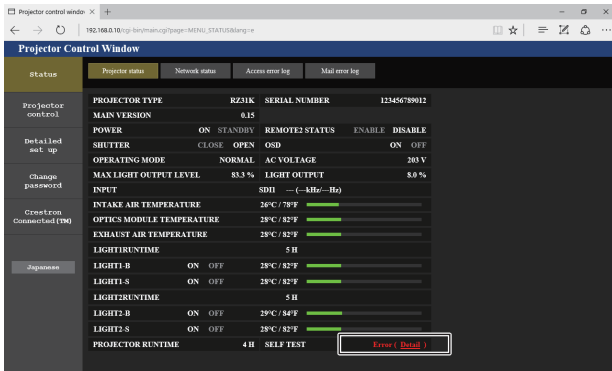 Projector control window
192.168.0.10/cgi-bin/main.cgi?page=MENU_STATUS&lang=e
Projector Control Window
Status
Projector control
Detailed set up
Change password
Crestron Connected(TM)
Japanese
Projector status Network status Access error log Mail error log
PROJECTOR TYPE RZ31K SERIAL NUMBER 123456789012
MAIN VERSION 0.15
POWER ON STANDBY REMOTE2 STATUS ENABLE DISABLE
SHUTTER CLOSE OPEN OSD ON OFF
OPERATING MODE NORMAL AC VOLTAGE 203 V
MAX LIGHT OUTPUT LEVEL 83.3 % LIGHT OUTPUT 8.0 %
INPUT SDI1 --- (---kHz/---Hz)
INTAKE AIR TEMPERATURE 26°C / 78°F
OPTICS MODULE TEMPERATURE 28°C / 82°F
EXHAUST AIR TEMPERATURE 28°C / 82°F
LIGHT1RUNTIME 5 H
LIGHT1-B ON OFF 28°C / 82°F
LIGHT1-S ON OFF 28°C / 82°F
LIGHT2RUNTIME 5 H
LIGHT2-B ON OFF 29°C / 84°F
LIGHT2-S ON OFF 28°C / 82°F
PROJECTOR RUNTIME 4 H SELF TEST Error ( Detail )